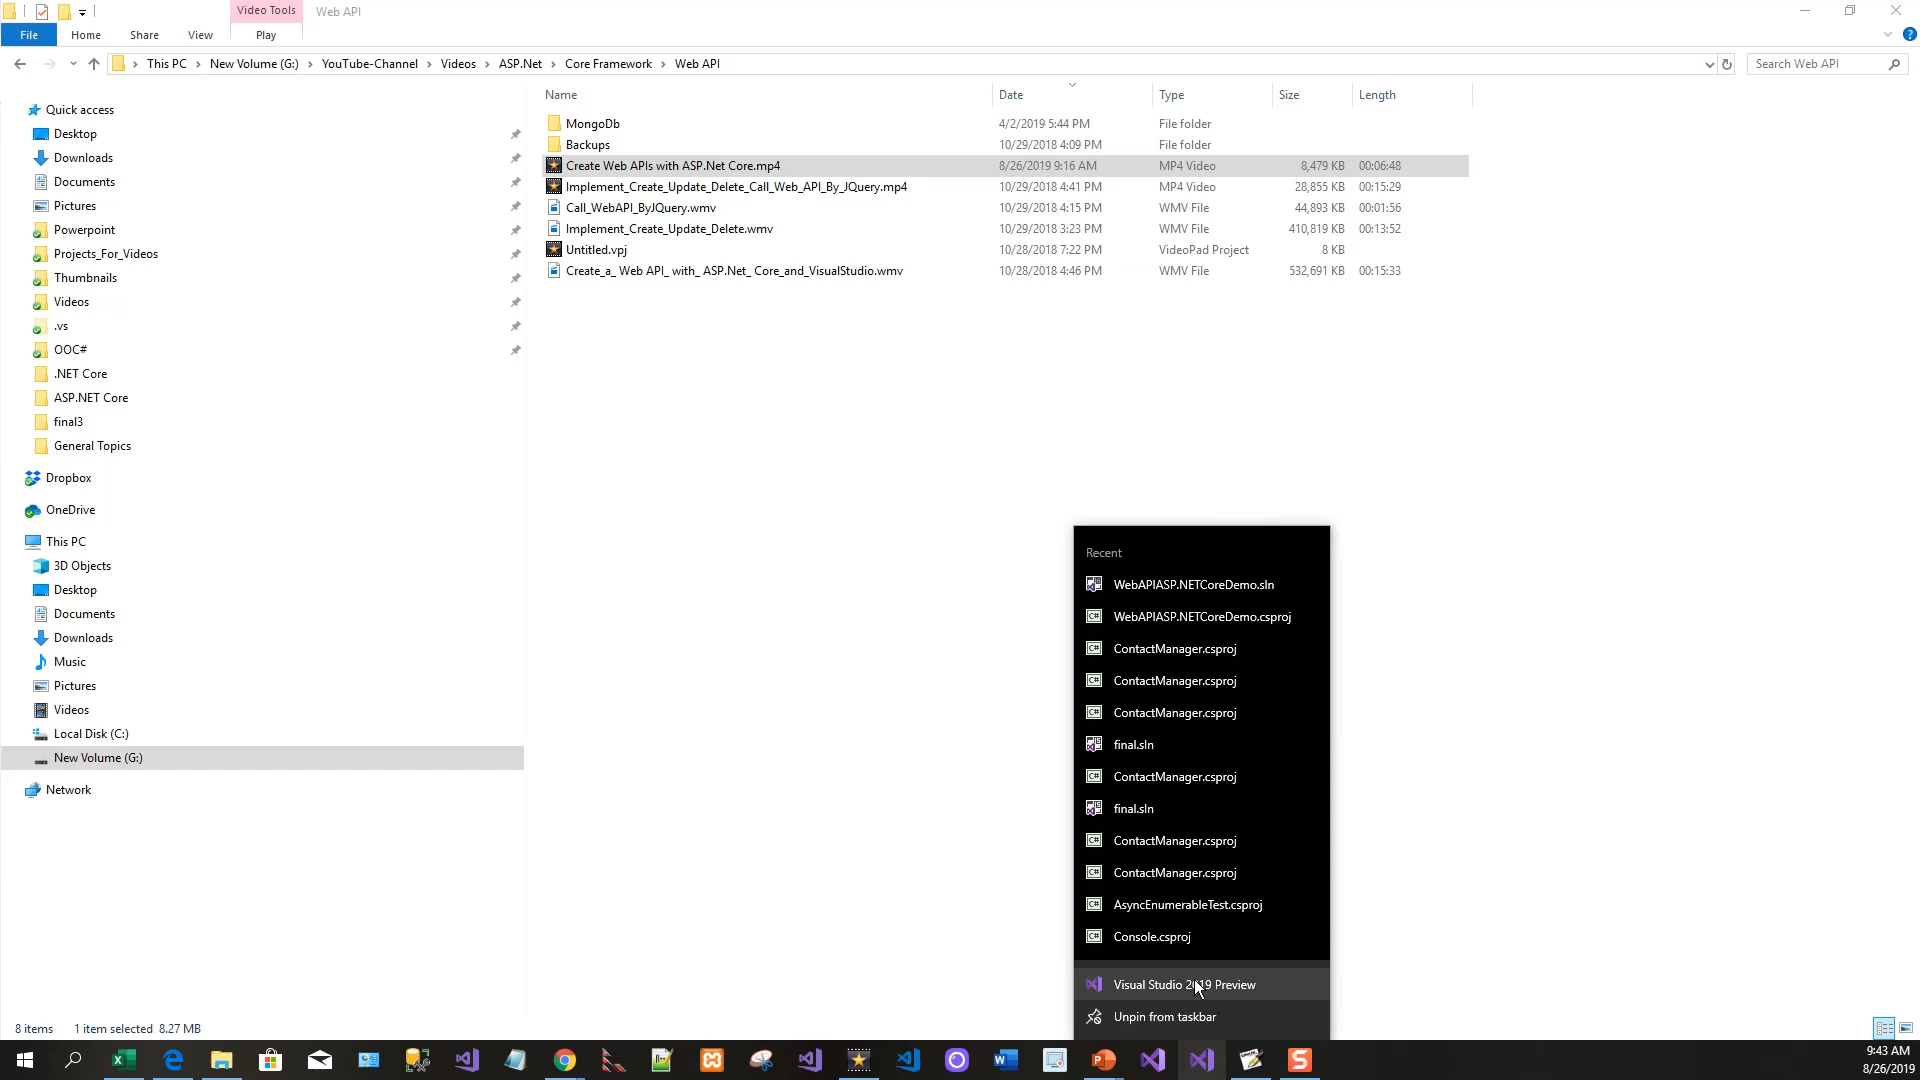 Video Tools
Web API
File
Home
Share
View
Play
This PC
New Volume (G:)
YouTube-Channel
Videos
ASP.Net
Core Framework
Web API
Search Web API
Name
Date
Type
Size
Length
MongoDb 4/2/2019 5:44 PM File folder
Backups 10/29/2018 4:09 PM File folder
Create Web APIs with ASP.Net Core.mp4 8/26/2019 9:16 AM MP4 Video 8,479 KB 00:06:48
Implement_Create_Update_Delete_Call_Web_API_By_JQuery.mp4 10/29/2018 4:41 PM MP4 Video 28,855 KB 00:15:29
Call_WebAPI_ByJQuery.wmv 10/29/2018 4:15 PM WMV File 44,893 KB 00:01:56
Implement_Create_Update_Delete.wmv 10/29/2018 3:23 PM WMV File 410,819 KB 00:13:52
Untitled.vpj 10/28/2018 7:22 PM VideoPad Project 8 KB
Create_a_ Web API_ with_ ASP.Net_ Core_and_VisualStudio.wmv 10/28/2018 4:46 PM WMV File 532,691 KB 00:15:33
Quick access
Desktop
Downloads
Documents
Pictures
Powerpoint
Projects_For_Videos
Thumbnails
Videos
.vs
OOC#
.NET Core
ASP.NET Core
final3
General Topics
Dropbox
OneDrive
This PC
3D Objects
Desktop
Documents
Downloads
Music
Pictures
Videos
Local Disk (C:)
New Volume (G:)
Network
Recent
WebAPIASP.NETCoreDemo.sln
WebAPIASP.NETCoreDemo.csproj
ContactManager.csproj
ContactManager.csproj
ContactManager.csproj
final.sln
ContactManager.csproj
final.sln
ContactManager.csproj
ContactManager.csproj
AsyncEnumerableTest.csproj
Console.csproj
Visual Studio 2019 Preview
Unpin from taskbar
8 items
1 item selected 8.27 MB
9:43 AM
8/26/2019